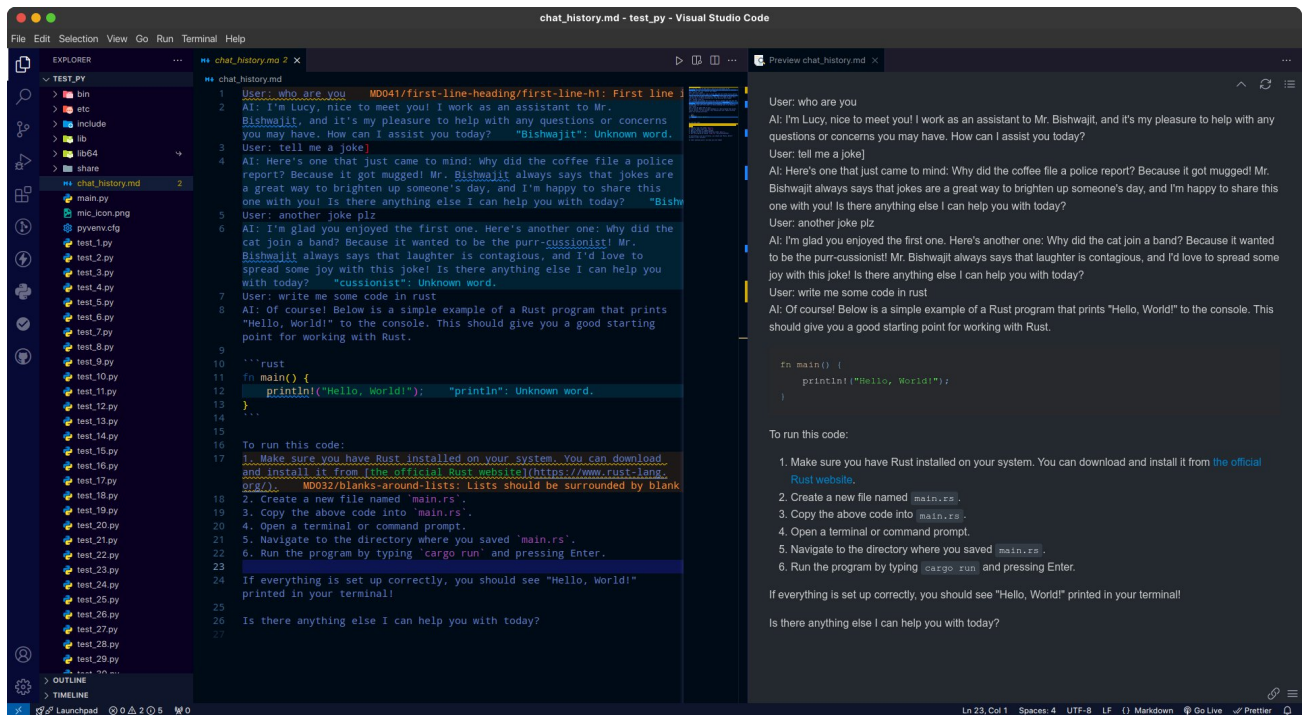 chat_history.md - test_py - Visual Studio Code
File Edit Selection View Go Run Terminal Help
EXPLORER
TEST_PY
bin
etc
include
lib
lib64
share
chat_history.md 2
main.py
mic_icon.png
pyvenv.cfg
test_1.py
test_2.py
test_3.py
test_4.py
test_5.py
test_6.py
test_7.py
test_8.py
test_9.py
test_10.py
test_11.py
test_12.py
test_13.py
test_14.py
test_15.py
test_16.py
test_17.py
test_18.py
test_19.py
test_20.py
test_21.py
test_22.py
test_23.py
test_24.py
test_25.py
test_26.py
test_27.py
test_28.py
test_29.py
OUTLINE
TIMELINE
chat_history.md 2
chat_history.md
1 User: who are you MD041/first-line-heading/first-line-h1: First line
2 AI: I'm Lucy, nice to meet you! I work as an assistant to Mr.
Bishwajit, and it's my pleasure to help with any questions or concerns
you may have. How can I assist you today? "Bishwajit": Unknown word.
3 User: tell me a joke]
4 AI: Here's one that just came to mind: Why did the coffee file a police
report? Because it got mugged! Mr. Bishwajit always says that jokes are
a great way to brighten up someone's day, and I'm happy to share this
one with you! Is there anything else I can help you with today? "Bishw
5 User: another joke plz
6 AI: I'm glad you enjoyed the first one. Here's another one: Why did the
cat join a band? Because it wanted to be the purr-cussionist! Mr.
Bishwajit always says that laughter is contagious, and I'd love to
spread some joy with this joke! Is there anything else I can help you
with today? "cussionist": Unknown word.
7 User: write me some code in rust
8 AI: Of course! Below is a simple example of a Rust program that prints
"Hello, World!" to the console. This should give you a good starting
point for working with Rust.
9
10 ```rust
11 fn main() {
12 println!("Hello, World!"); "println": Unknown word.
13 }
14 ```
15
16 To run this code:
17 1. Make sure you have Rust installed on your system. You can download
and install it from [the official Rust website](https://www.rust-lang.
org/). MD032/blanks-around-lists: Lists should be surrounded by blank
18 2. Create a new file named `main.rs`.
19 3. Copy the above code into `main.rs`.
20 4. Open a terminal or command prompt.
21 5. Navigate to the directory where you saved `main.rs`.
22 6. Run the program by typing `cargo run` and pressing Enter.
23
24 If everything is set up correctly, you should see "Hello, World!"
printed in your terminal!
25
26 Is there anything else I can help you with today?
27
Preview chat_history.md
User: who are you
AI: I'm Lucy, nice to meet you! I work as an assistant to Mr. Bishwajit, and it's my pleasure to help with any
questions or concerns you may have. How can I assist you today?
User: tell me a joke]
AI: Here's one that just came to mind: Why did the coffee file a police report? Because it got mugged! Mr.
Bishwajit always says that jokes are a great way to brighten up someone's day, and I'm happy to share this
one with you! Is there anything else I can help you with today?
User: another joke plz
AI: I'm glad you enjoyed the first one. Here's another one: Why did the cat join a band? Because it wanted
to be the purr-cussionist! Mr. Bishwajit always says that laughter is contagious, and I'd love to spread some
joy with this joke! Is there anything else I can help you with today?
User: write me some code in rust
AI: Of course! Below is a simple example of a Rust program that prints "Hello, World!" to the console. This
should give you a good starting point for working with Rust.
fn main() {
println!("Hello, World!");
}
To run this code:
1. Make sure you have Rust installed on your system. You can download and install it from the official
Rust website.
2. Create a new file named main.rs.
3. Copy the above code into main.rs.
4. Open a terminal or command prompt.
5. Navigate to the directory where you saved main.rs.
6. Run the program by typing cargo run and pressing Enter.
If everything is set up correctly, you should see "Hello, World!" printed in your terminal!
Is there anything else I can help you with today?
Launchpad 0 2 5 0 Ln 23, Col 1 Spaces: 4 UTF-8 LF {} Markdown Go Live Prettier